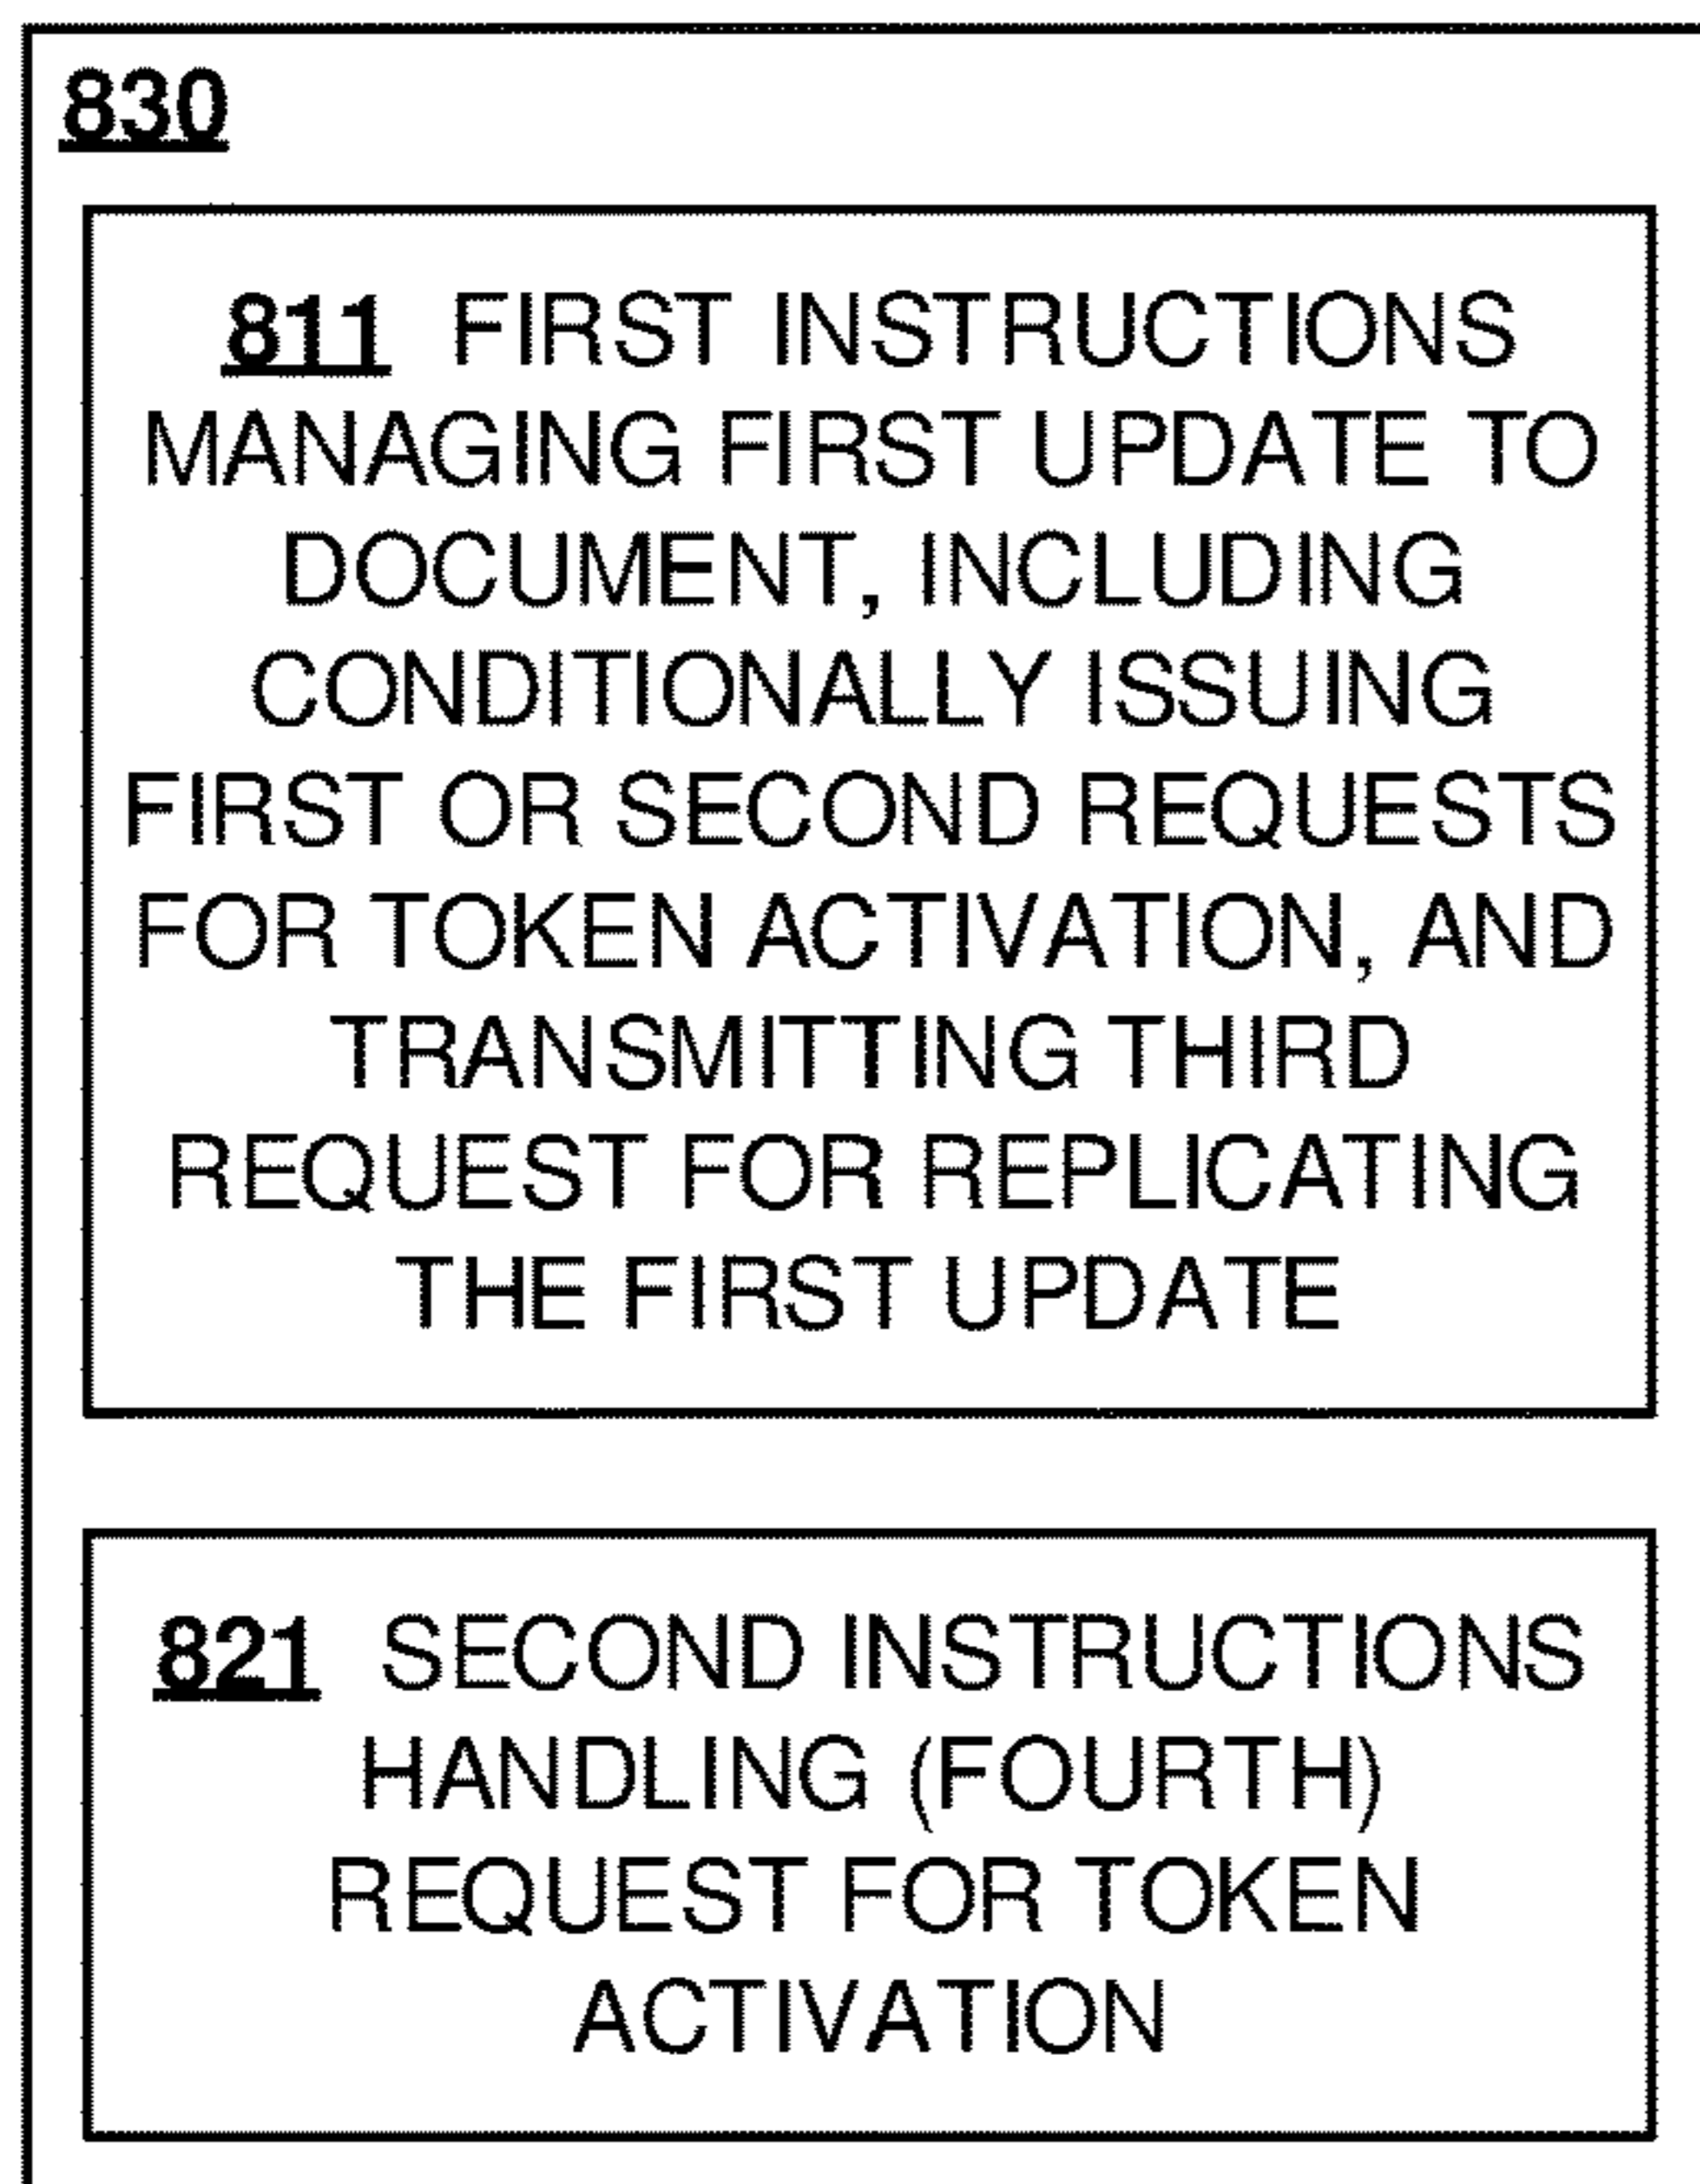 830
811 FIRST INSTRUCTIONS
MANAGING FIRST UPDATE TO
DOCUMENT, INCLUDING
CONDITIONALLY ISSUING
FIRST OR SECOND REQUESTS
FOR TOKEN ACTIVATION, AND
TRANSMITTING THIRD
REQUEST FOR REPLICATING
THE FIRST UPDATE
821 SECOND INSTRUCTIONS
HANDLING (FOURTH)
REQUEST FOR TOKEN
ACTIVATION